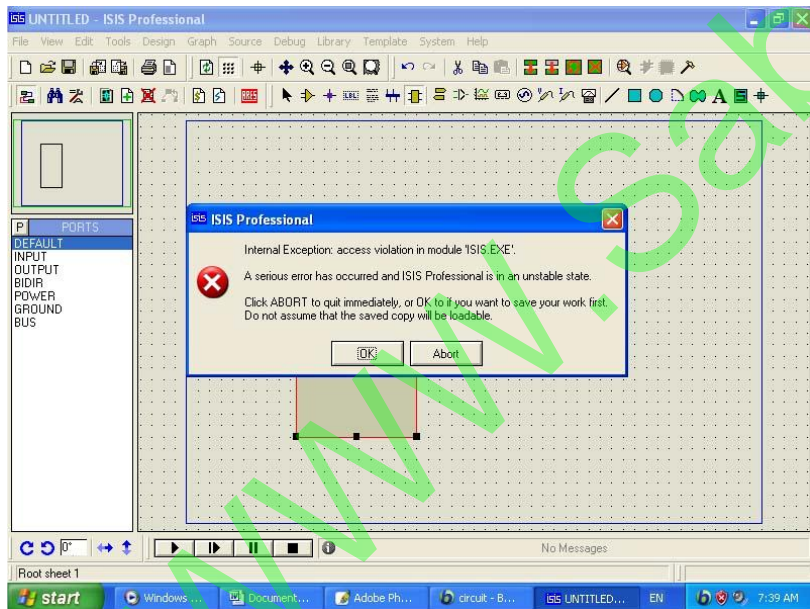 UNTITLED - ISIS Professional
File View Edit Tools Design Graph Source Debug Library Template System Help
P PORTS
DEFAULT
INPUT
OUTPUT
BIDIR
POWER
GROUND
BUS
ISIS Professional
Internal Exception: access violation in module 'ISIS.EXE'.
A serious error has occurred and ISIS Professional is in an unstable state.
Click ABORT to quit immediately, or OK to if you want to save your work first.
Do not assume that the saved copy will be loadable.
OK Abort
No Messages
Root sheet 1
start Windows ... Document... Adobe Ph... circuit - B... UNTITLED... EN 7:39 AM
www.sab